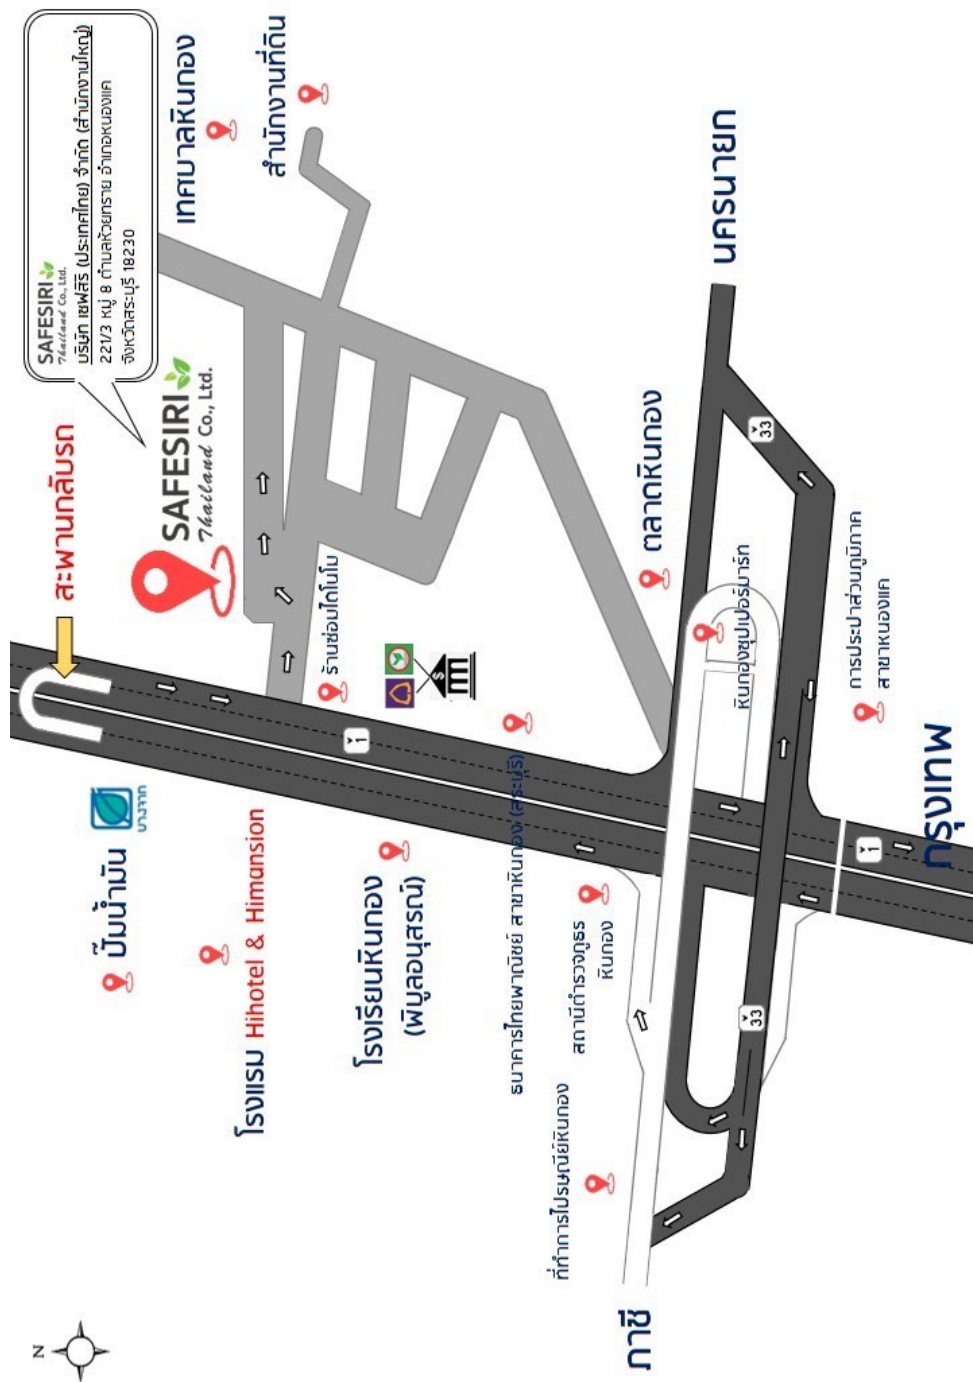 SAFESIRI
Thailand Co., Ltd.
บริษัท เซฟสิริ (ประเทศไทย) จำกัด (สำนักงานใหญ่)
221/3 หมู่ 8 ตำบลห้วยทราย อำเภอหนองแค
จังหวัดสระบุรี 18230
เทศบาลหินกอง
สำนักงานที่ดิน
สะพานกลับรถ
SAFESIRI
Thailand Co., Ltd.
ร้านซ่อมไดโนโม
นครนายก
ตลาดหินกอง
33
หินกองซุปเปอร์มาร์ท
การประปาส่วนภูมิภาค
สาขาหนองแค
ปั๊มน้ำมัน
บางจาก
1
โรงแรม Hihotel & Himansion
โรงเรียนหินกอง
(พิบูลอนุสรณ์)
ธนาคารไทยพาณิชย์ สาขาหินกอง (สระบุรี)
สถานีตำรวจภูธร
หินกอง
1
กรุงเทพ
33
ที่ทำการไปรษณีย์หินกอง
ภาชี
N